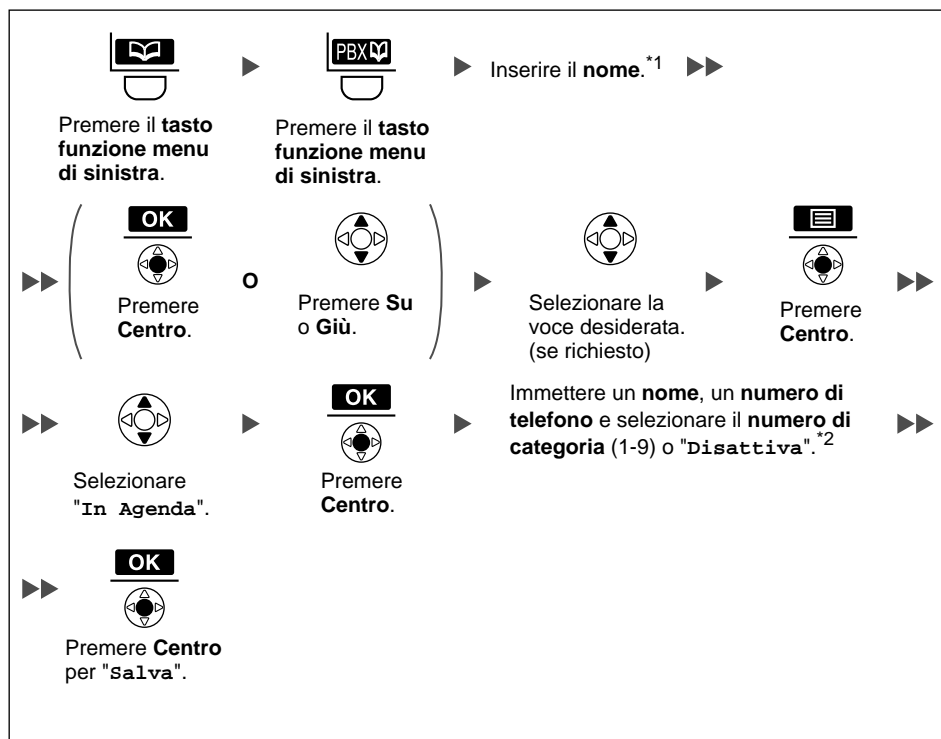 PBX
Inserire il nome.*1
Premere il tasto
funzione menu
di sinistra.
Premere il tasto
funzione menu
di sinistra.
OK
Premere
Centro.
O
Premere Su
o Giù.
Selezionare la
voce desiderata.
(se richiesto)
Premere
Centro.
Selezionare
"In Agenda".
OK
Premere
Centro.
Immettere un nome, un numero di
telefono e selezionare il numero di
categoria (1-9) o "Disattiva".*2
OK
Premere Centro
per "Salva".